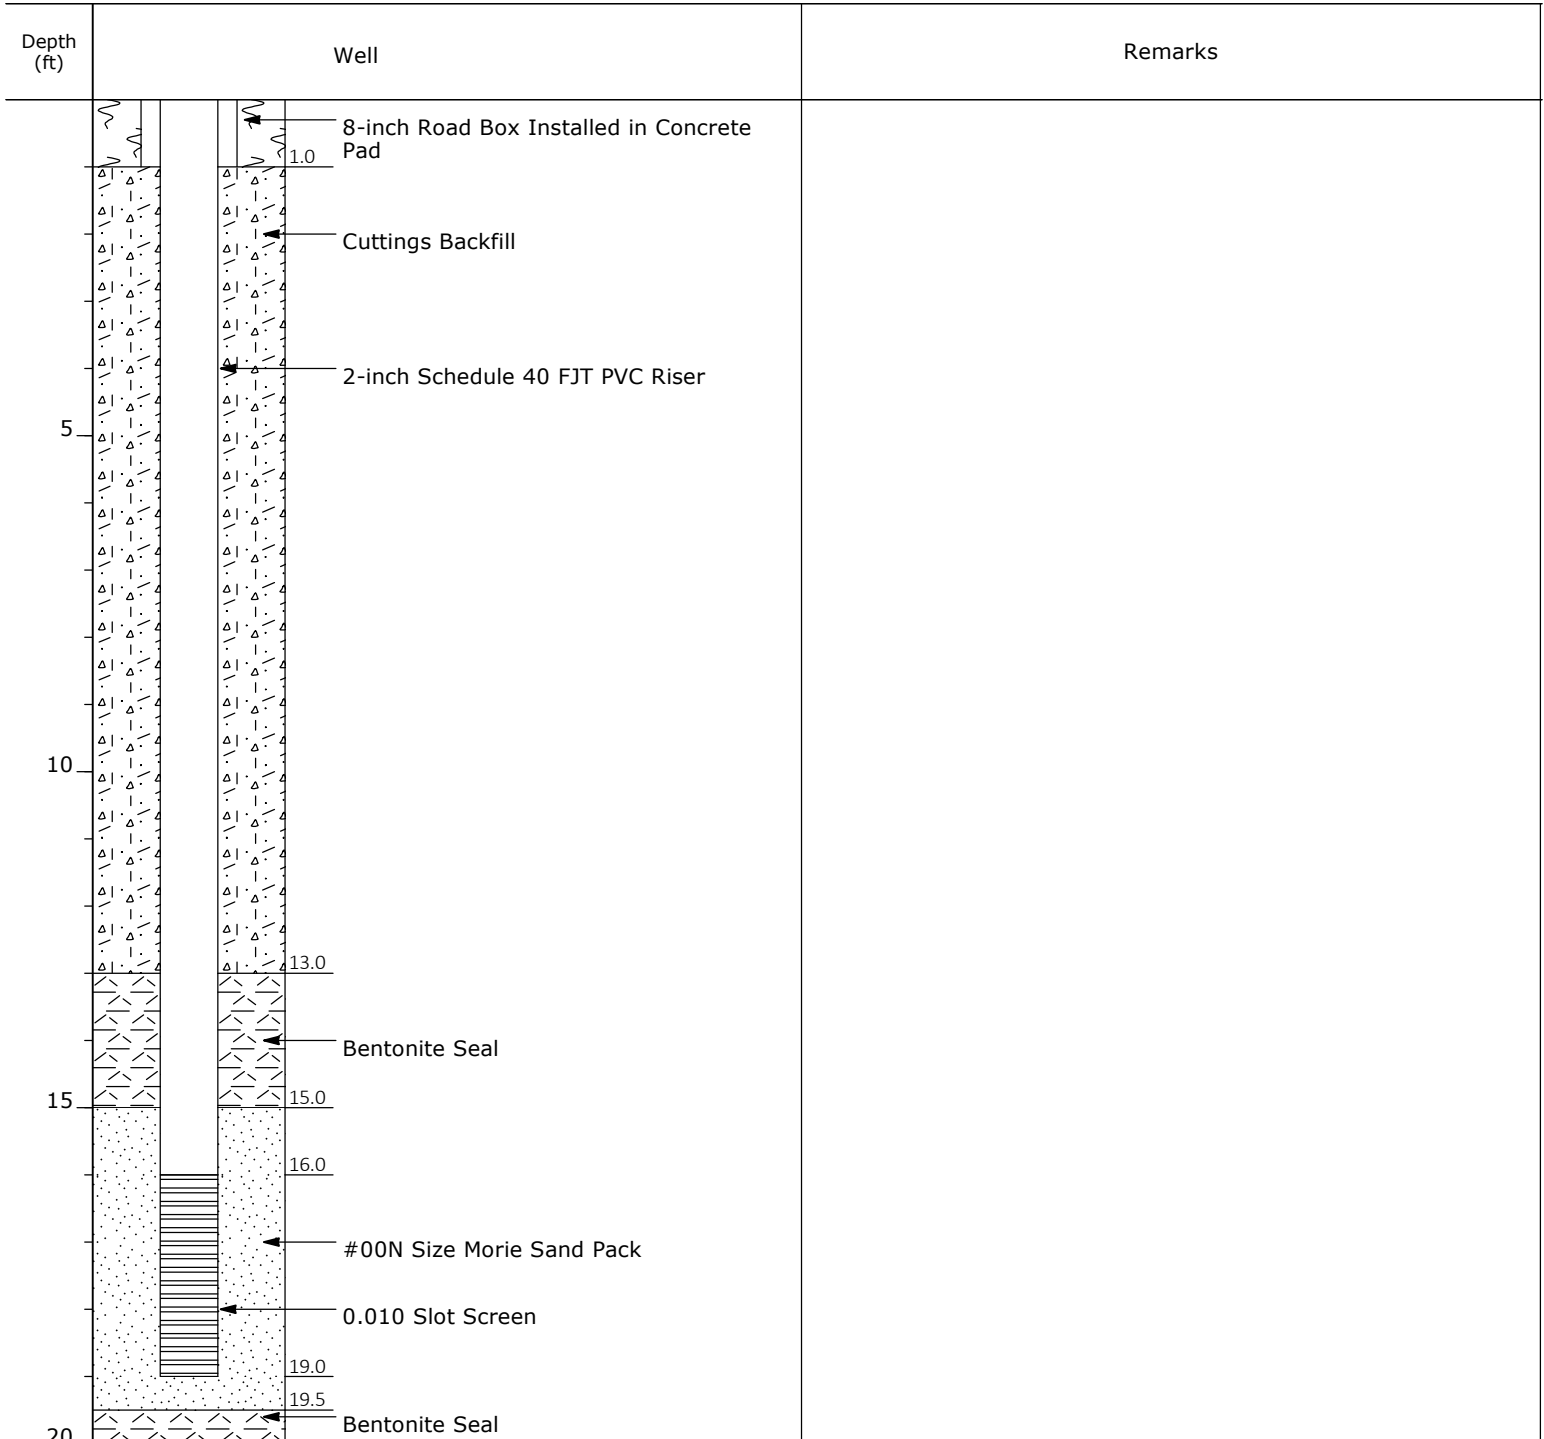 Depth
(ft)
Well
Remarks
8-inch Road Box Installed in Concrete
Pad
1.0
Cuttings Backfill
2-inch Schedule 40 FJT PVC Riser
5
10
13.0
Bentonite Seal
15
15.0
16.0
#00N Size Morie Sand Pack
0.010 Slot Screen
19.0
19.5
Bentonite Seal
20